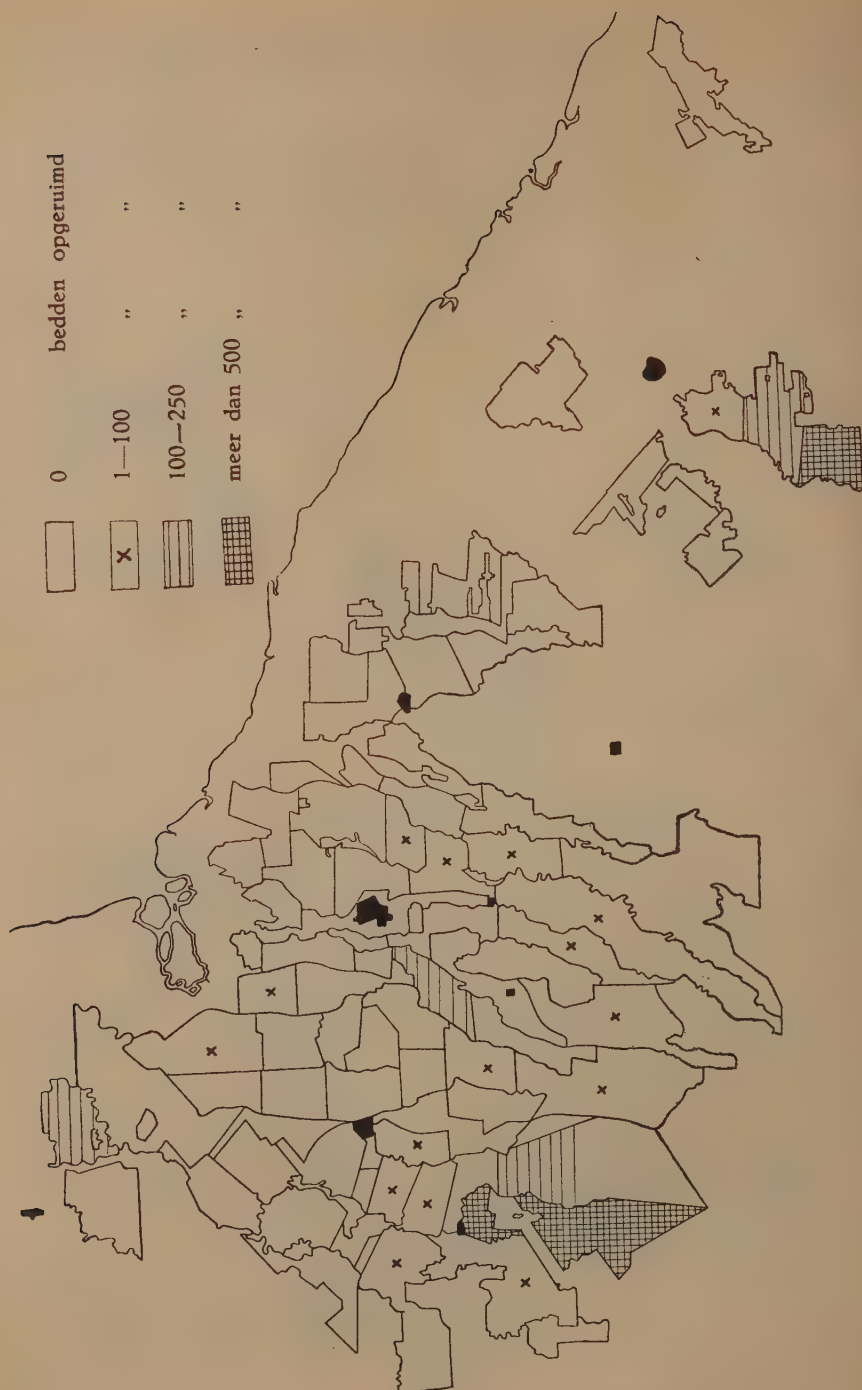 0 bedden opgeruimd
1—100 „ „
100—250 „ „
meer dan 500 „ „